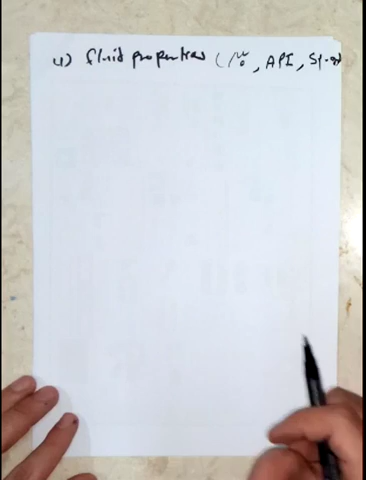 4) fluid properties (μo, API, Sp.gr